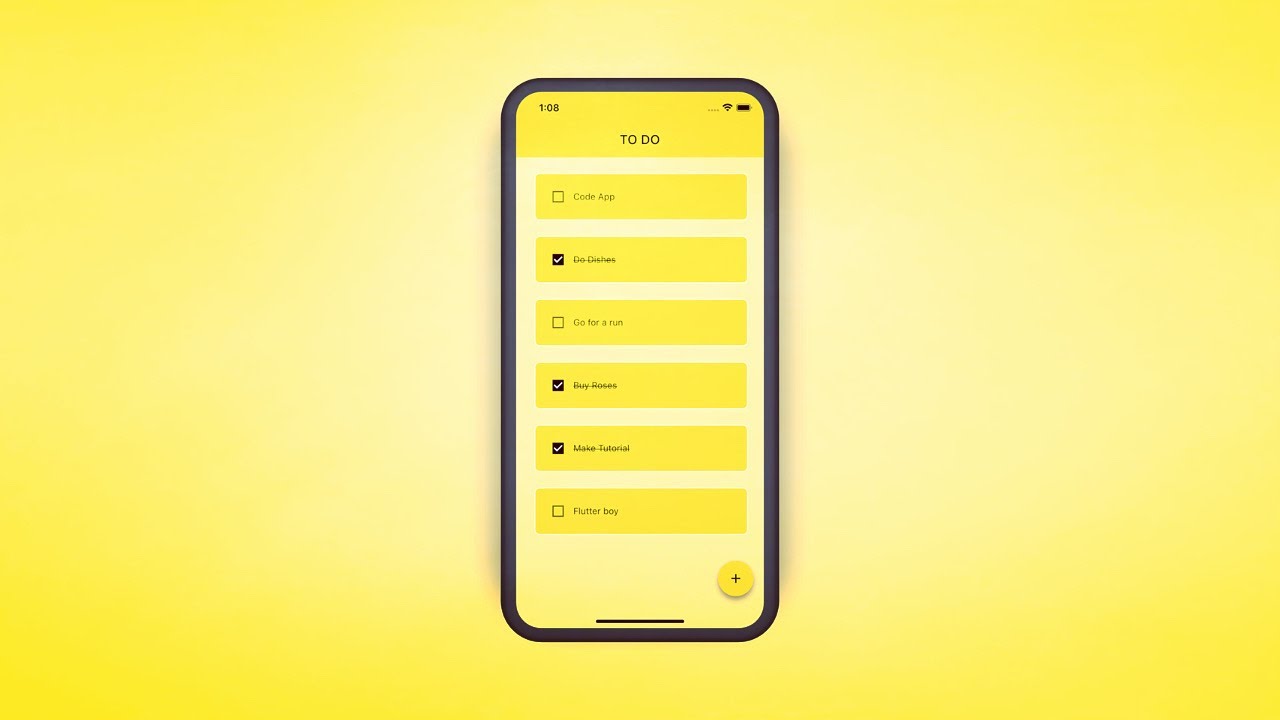 1:08
TO DO
Code App
Do Dishes
Go for a run
Buy Roses
Make Tutorial
Flutter boy
+